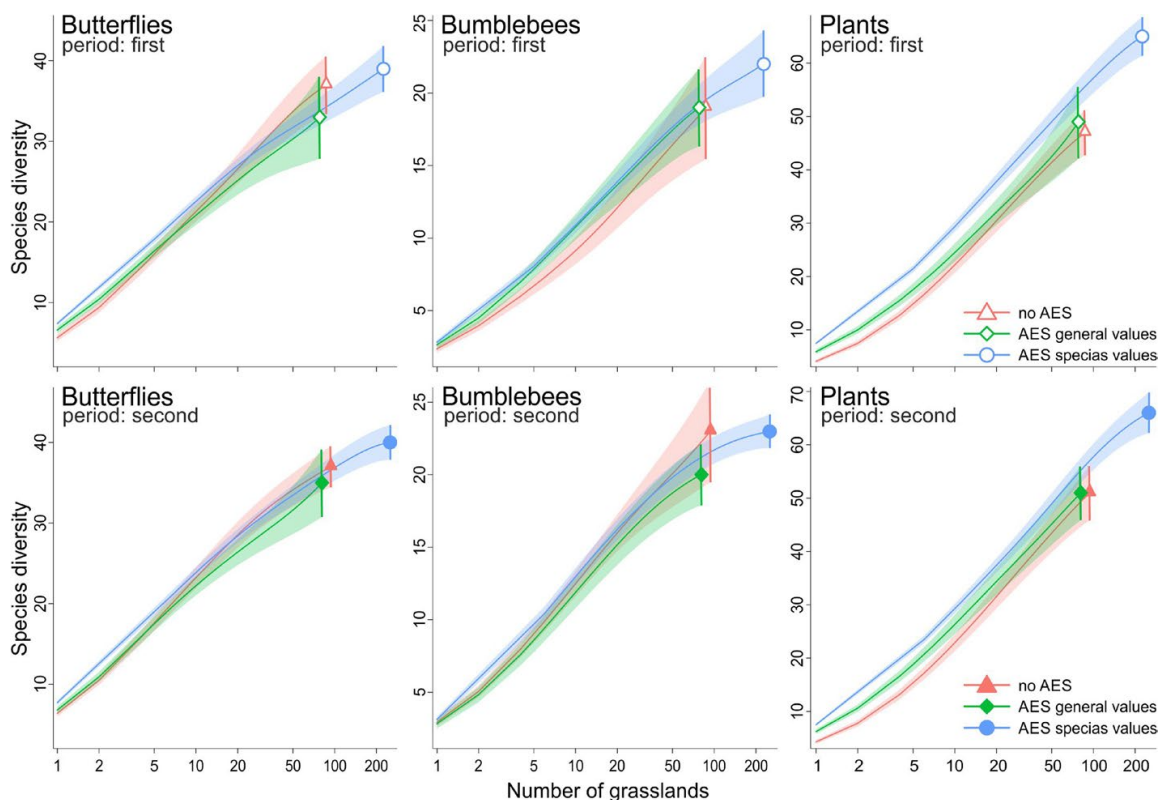 Butterflies
period: first
Bumblebees
period: first
Plants
period: first
Species diversity
40
30
20
10
25
20
15
10
5
60
50
40
30
20
10
no AES
AES general values
AES specias values
Butterflies
period: second
Bumblebees
period: second
Plants
period: second
Species diversity
40
30
20
10
25
20
15
10
5
70
60
50
40
30
20
10
no AES
AES general values
AES specias values
1 2 5 10 20 50 100 200
1 2 5 10 20 50 100 200
1 2 5 10 20 50 100 200
Number of grasslands